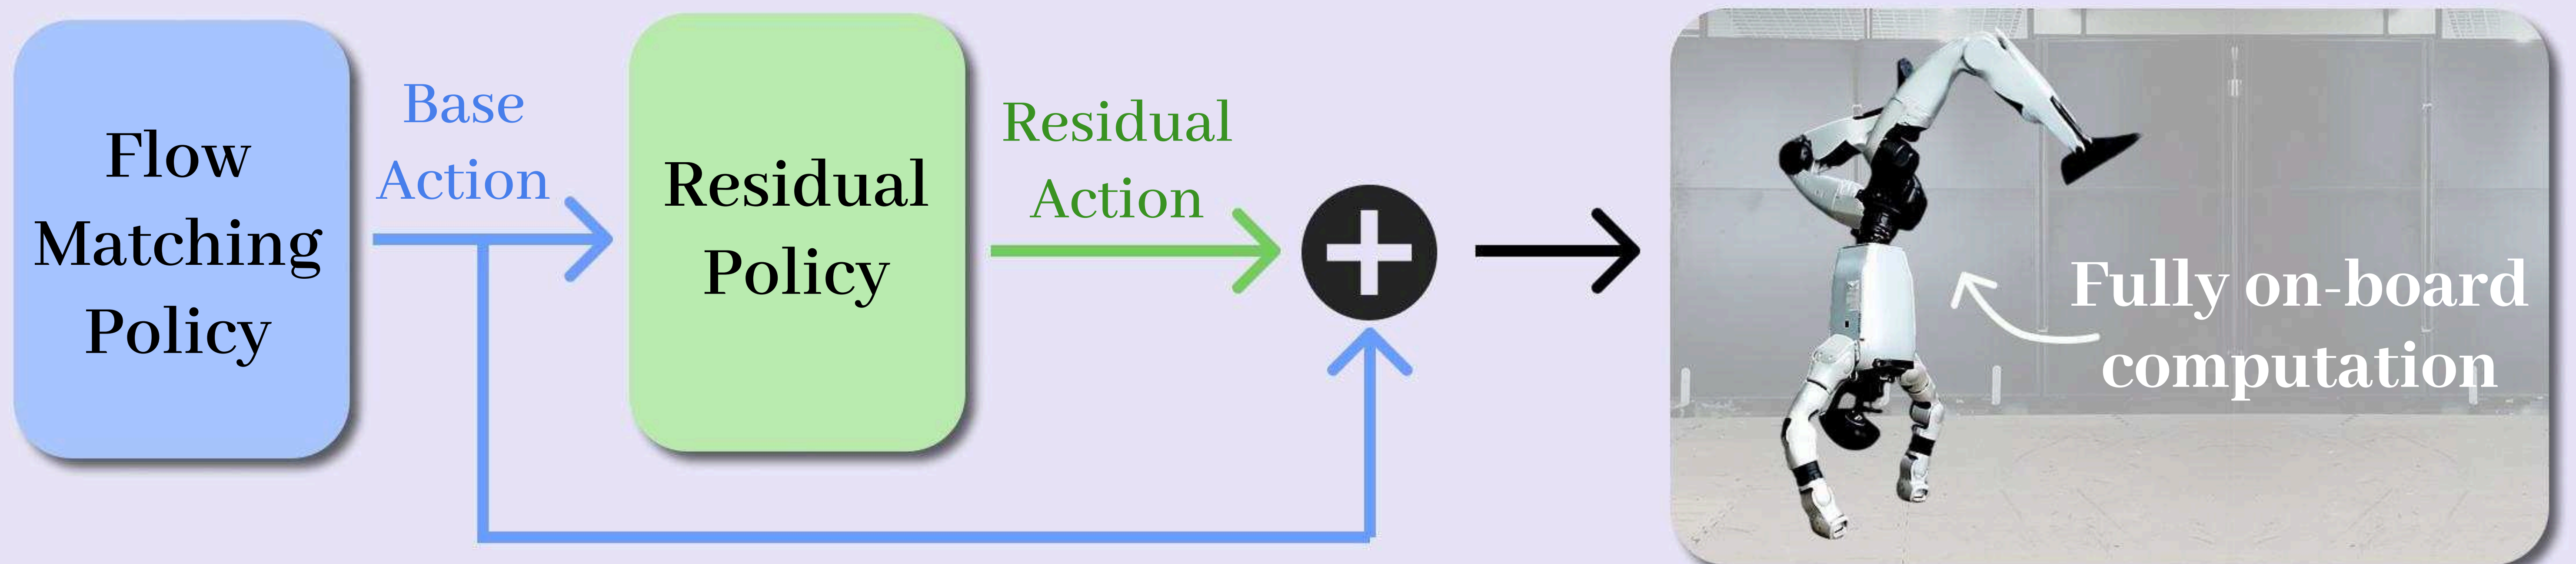 Flow
Matching
Policy
Base
Action
Residual
Policy
Residual
Action
Fully on-board
computation